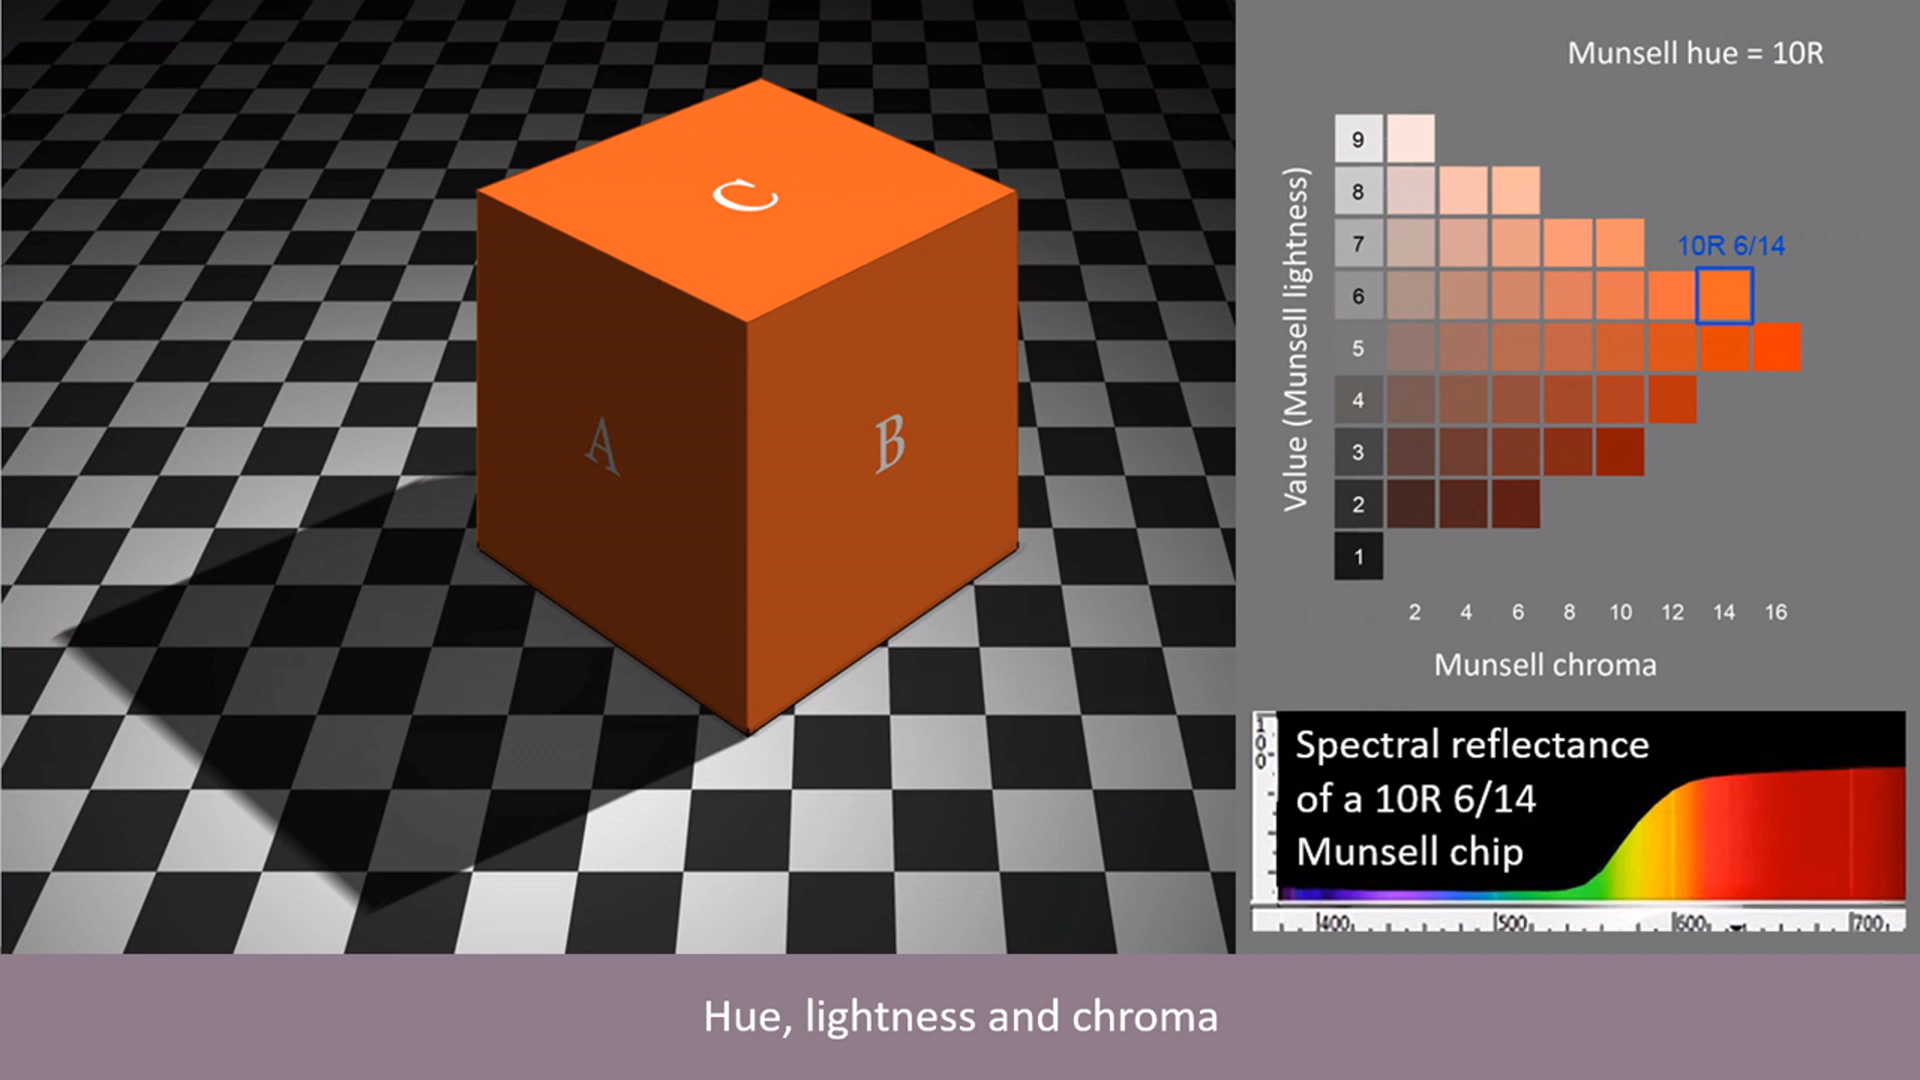 C
A
B
Munsell hue = 10R
Value (Munsell lightness)
9
8
7
10R 6/14
6
5
4
3
2
1
2 4 6 8 10 12 14 16
Munsell chroma
100
Spectral reflectance
of a 10R 6/14
Munsell chip
400 500 600 700
Hue, lightness and chroma